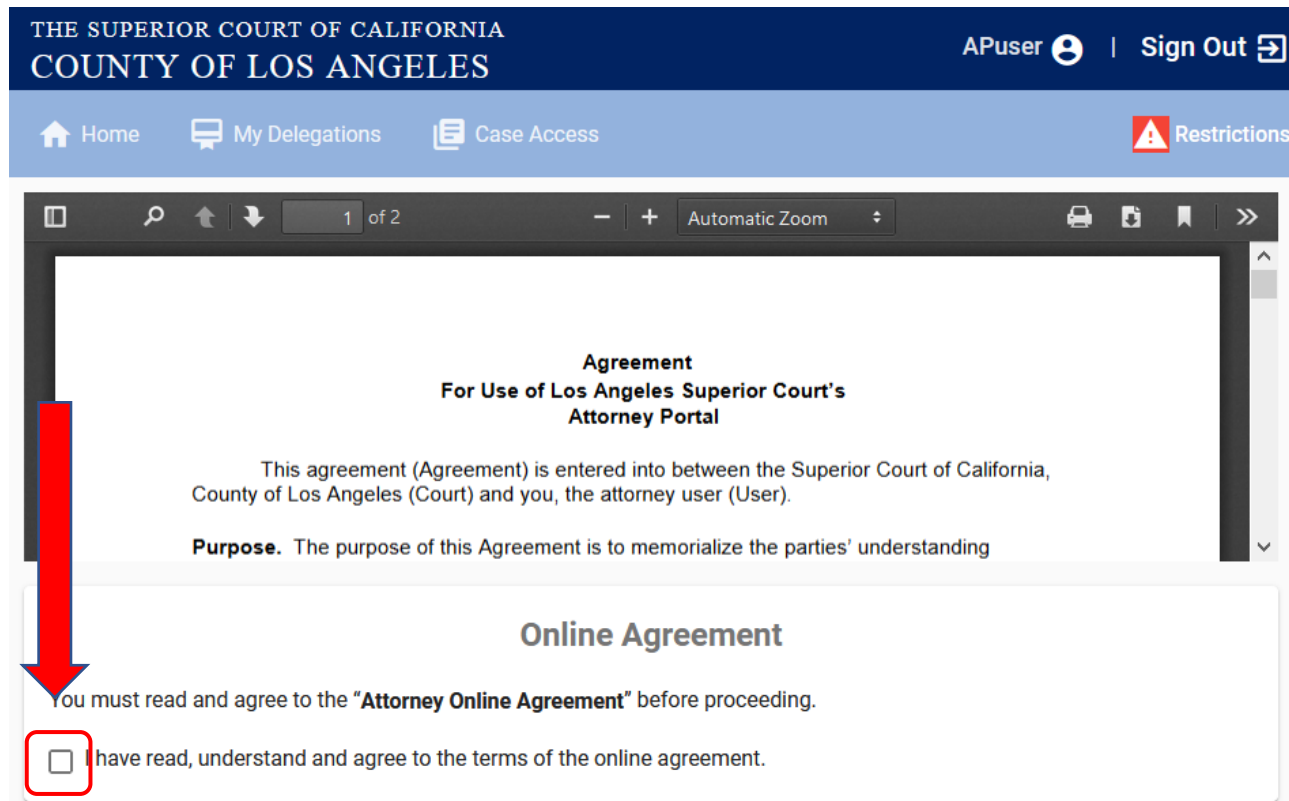 THE SUPERIOR COURT OF CALIFORNIA
COUNTY OF LOS ANGELES
APuser | Sign Out
Home My Delegations Case Access Restrictions
1 of 2 − | + Automatic Zoom
Agreement
For Use of Los Angeles Superior Court's
Attorney Portal
This agreement (Agreement) is entered into between the Superior Court of California,
County of Los Angeles (Court) and you, the attorney user (User).
Purpose. The purpose of this Agreement is to memorialize the parties' understanding
Online Agreement
You must read and agree to the “Attorney Online Agreement” before proceeding.
I have read, understand and agree to the terms of the online agreement.